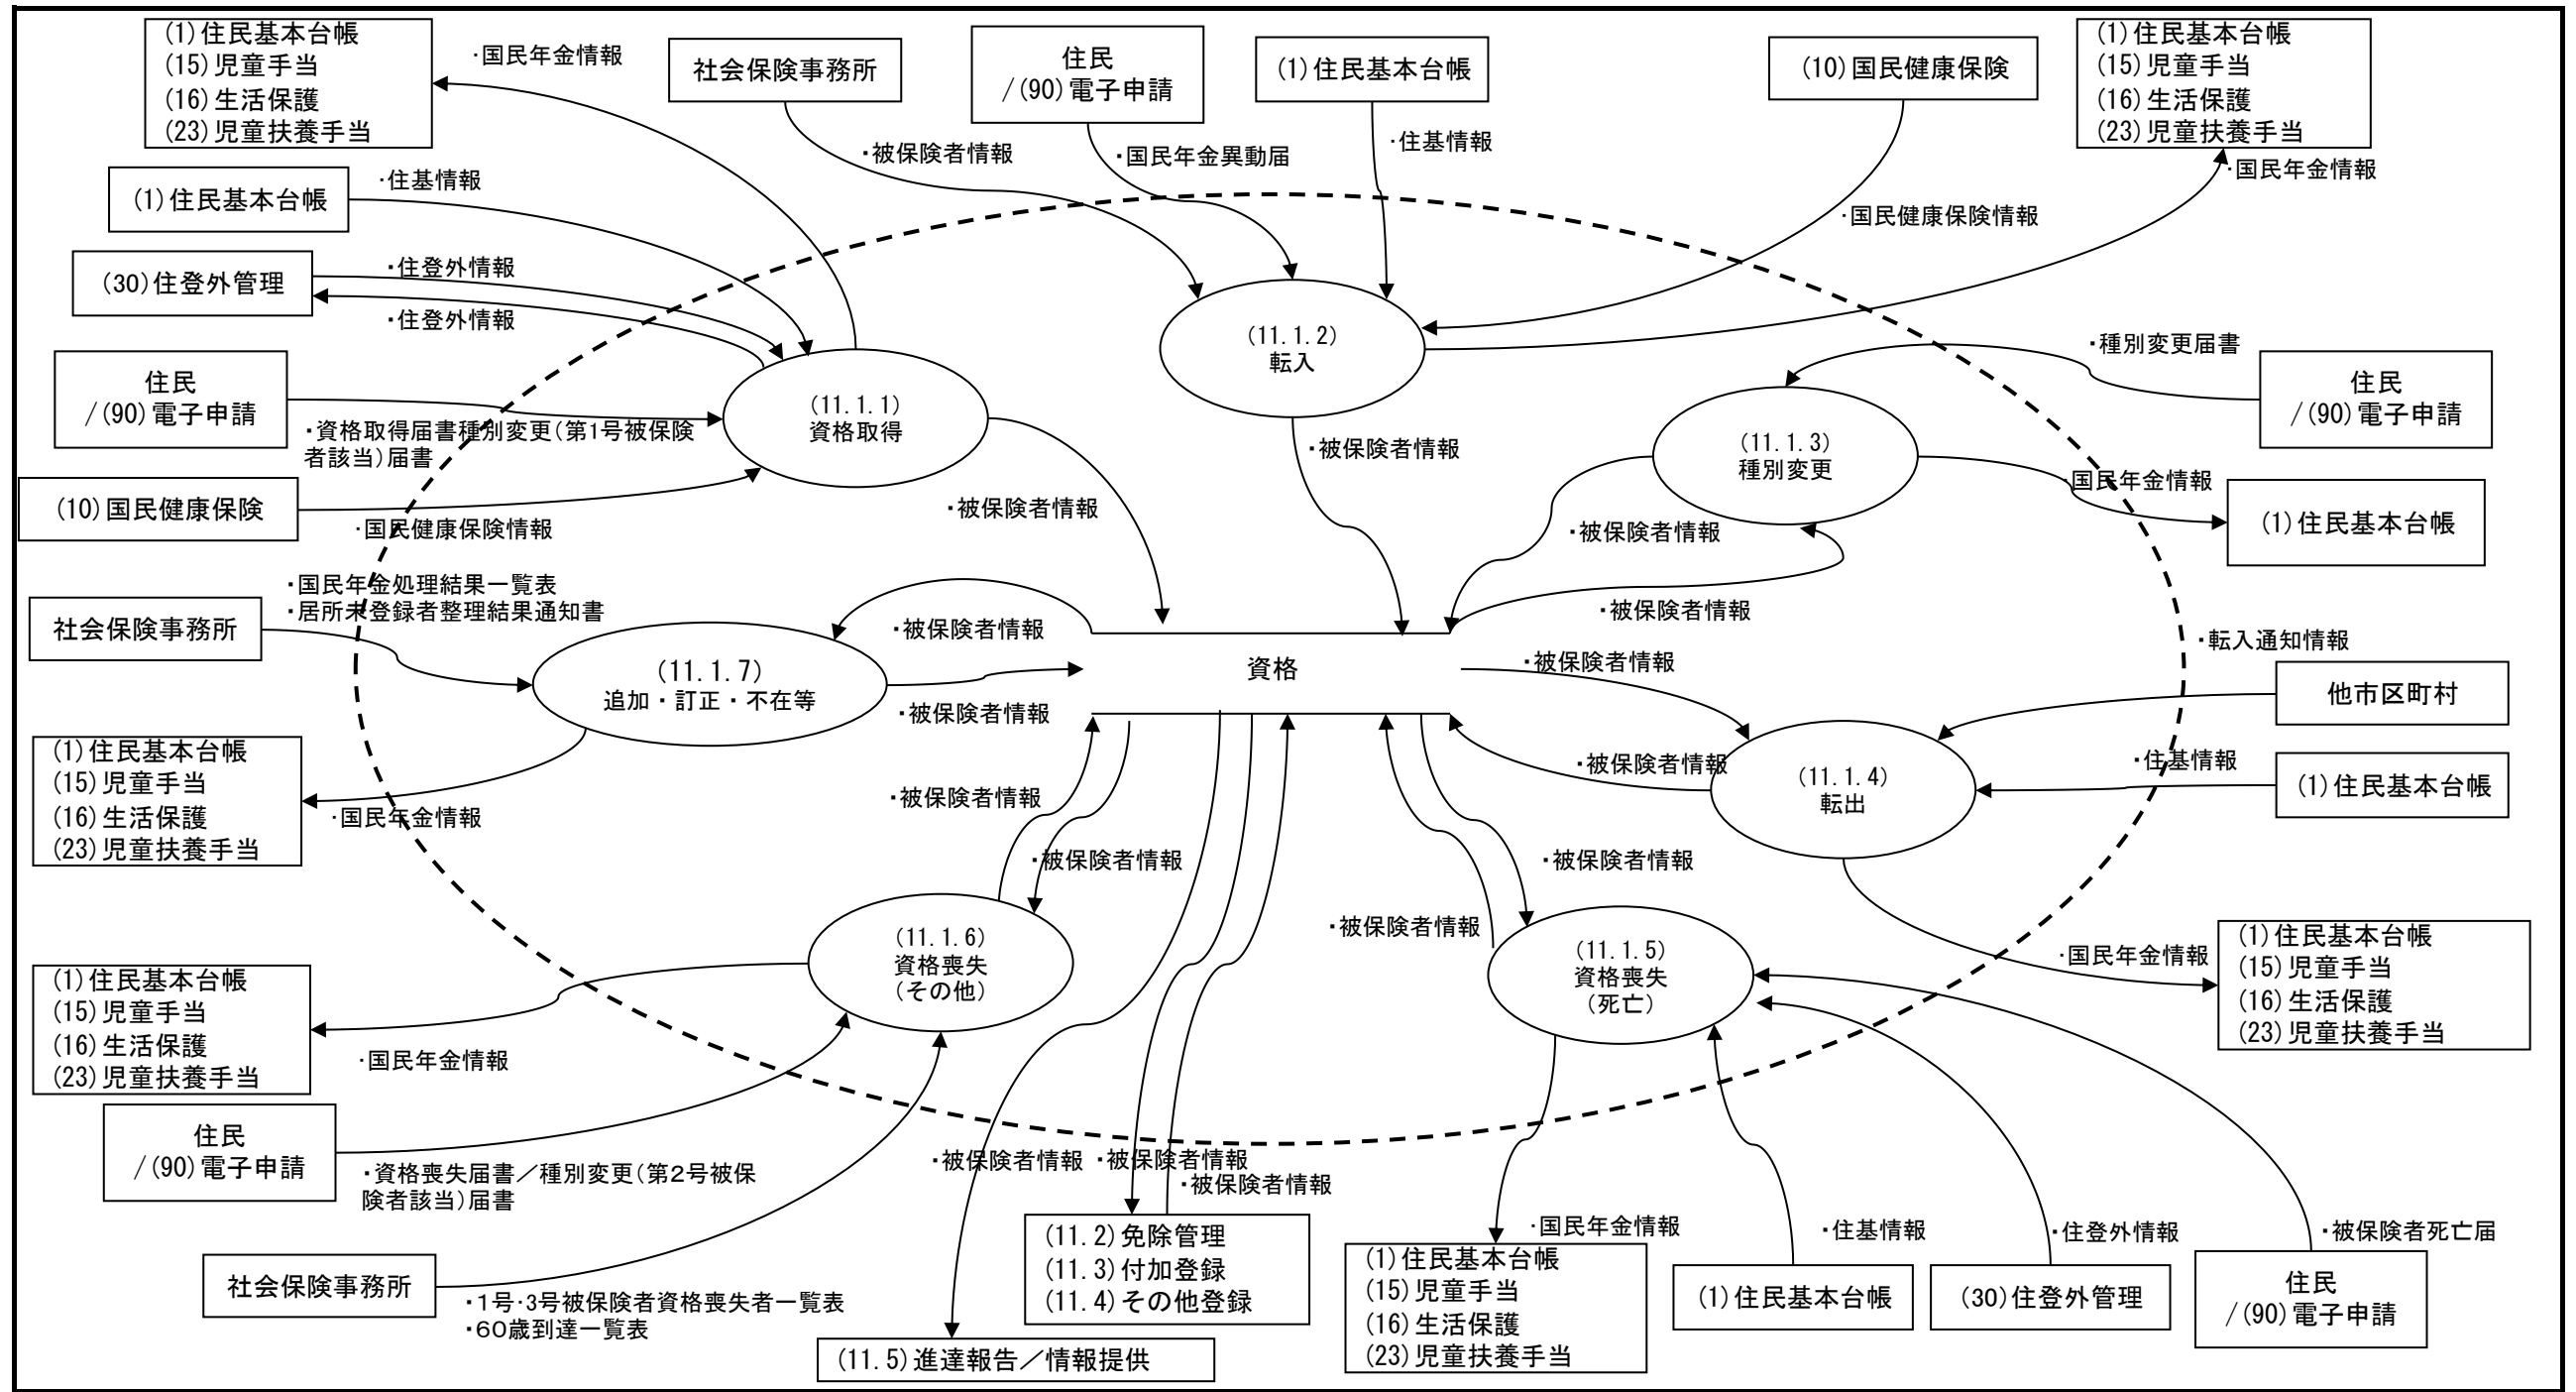 (1)住民基本台帳
(15)児童手当
(16)生活保護
(23)児童扶養手当
・国民年金情報
社会保険事務所
住民
/(90)電子申請
(1)住民基本台帳
(10)国民健康保険
(1)住民基本台帳
(15)児童手当
(16)生活保護
(23)児童扶養手当
・被保険者情報
・国民年金異動届
・住基情報
・国民年金情報
(1)住民基本台帳
・住基情報
・国民健康保険情報
(30)住登外管理
・住登外情報
・住登外情報
(11.1.2)
転入
・種別変更届書
住民
/(90)電子申請
住民
/(90)電子申請
・資格取得届書種別変更(第1号被保険
者該当)届書
(11.1.1)
資格取得
・被保険者情報
(11.1.3)
種別変更
・国民年金情報
(1)住民基本台帳
(10)国民健康保険
・国民健康保険情報
・被保険者情報
・被保険者情報
・被保険者情報
・国民年金処理結果一覧表
・居所未登録者整理結果通知書
社会保険事務所
・被保険者情報
(11.1.7)
追加・訂正・不在等
・被保険者情報
資格
・被保険者情報
・転入通知情報
他市区町村
・住基情報
(1)住民基本台帳
・被保険者情報
(11.1.4)
転出
(1)住民基本台帳
(15)児童手当
(16)生活保護
(23)児童扶養手当
・国民年金情報
・被保険者情報
・被保険者情報
・被保険者情報
・被保険者情報
(11.1.6)
資格喪失
(その他)
(11.1.5)
資格喪失
(死亡)
・国民年金情報
(1)住民基本台帳
(15)児童手当
(16)生活保護
(23)児童扶養手当
(1)住民基本台帳
(15)児童手当
(16)生活保護
(23)児童扶養手当
・国民年金情報
住民
/(90)電子申請
・資格喪失届書／種別変更(第2号被保
険者該当)届書
・被保険者情報
・被保険者情報
・被保険者情報
社会保険事務所
・1号・3号被保険者資格喪失者一覧表
・60歳到達一覧表
(11.2)免除管理
(11.3)付加登録
(11.4)その他登録
(11.5)進達報告／情報提供
・国民年金情報
(1)住民基本台帳
(15)児童手当
(16)生活保護
(23)児童扶養手当
・住基情報
(1)住民基本台帳
・住登外情報
(30)住登外管理
・被保険者死亡届
住民
/(90)電子申請